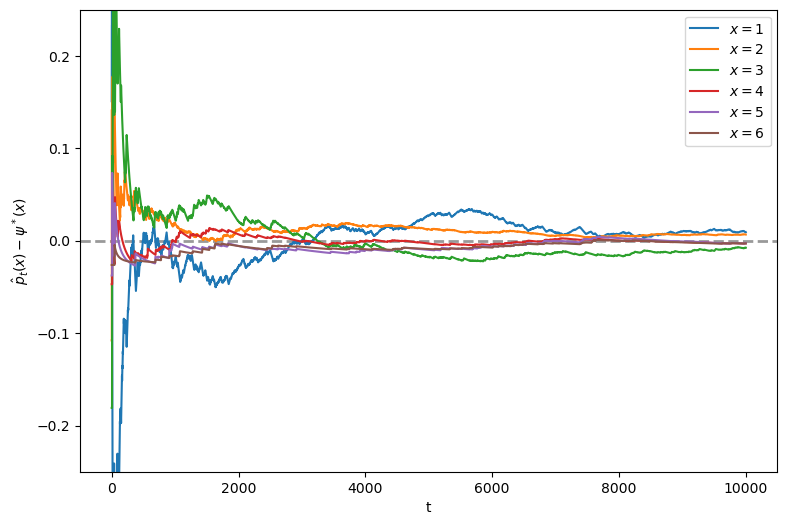 x = 1
x = 2
x = 3
x = 4
x = 5
x = 6
0.2
0.1
0.0
−0.1
−0.2
p̂t(x) − ψ*(x)
0 2000 4000 6000 8000 10000
t